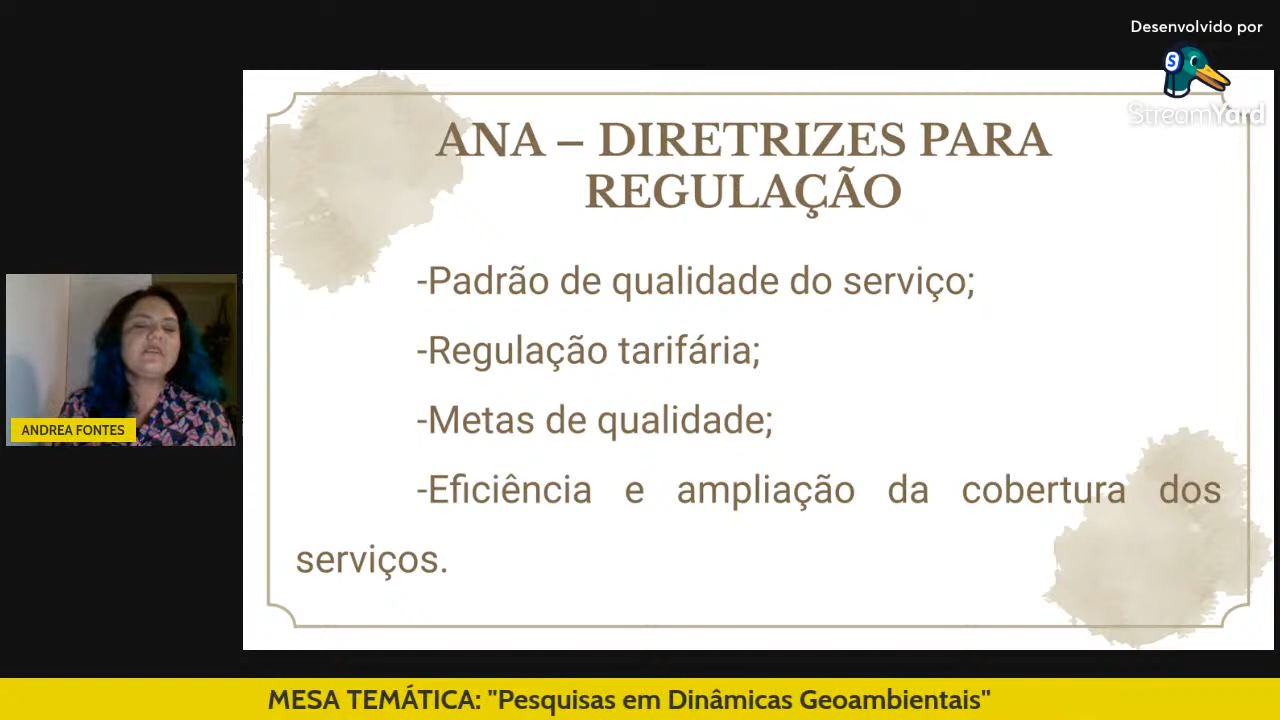 Desenvolvido por
StreamYard
ANA – DIRETRIZES PARA
REGULAÇÃO
-Padrão de qualidade do serviço;
-Regulação tarifária;
-Metas de qualidade;
-Eficiência e ampliação da cobertura dos
serviços.
ANDREA FONTES
MESA TEMÁTICA: "Pesquisas em Dinâmicas Geoambientais"